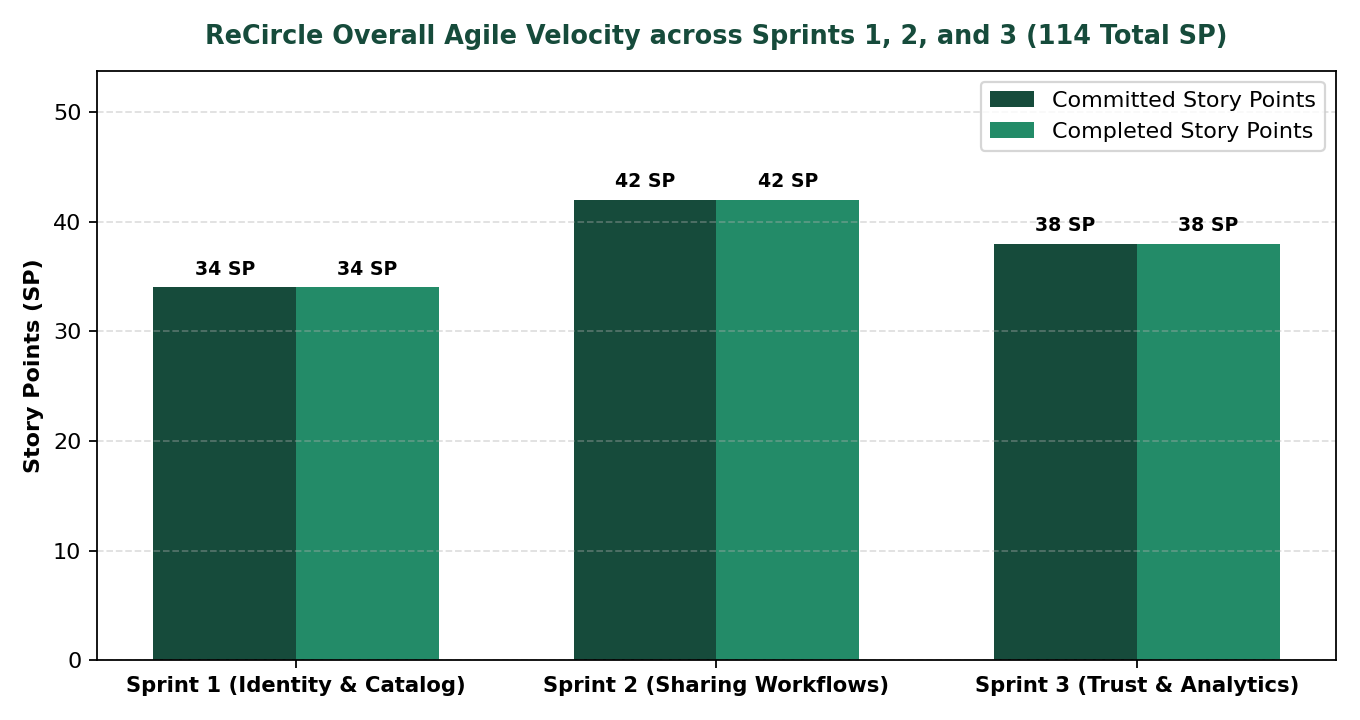 ReCircle Overall Agile Velocity across Sprints 1, 2, and 3 (114 Total SP)
Committed Story Points
Completed Story Points
Story Points (SP)
50
40
30
20
10
0
34 SP
34 SP
42 SP
42 SP
38 SP
38 SP
Sprint 1 (Identity & Catalog)
Sprint 2 (Sharing Workflows)
Sprint 3 (Trust & Analytics)